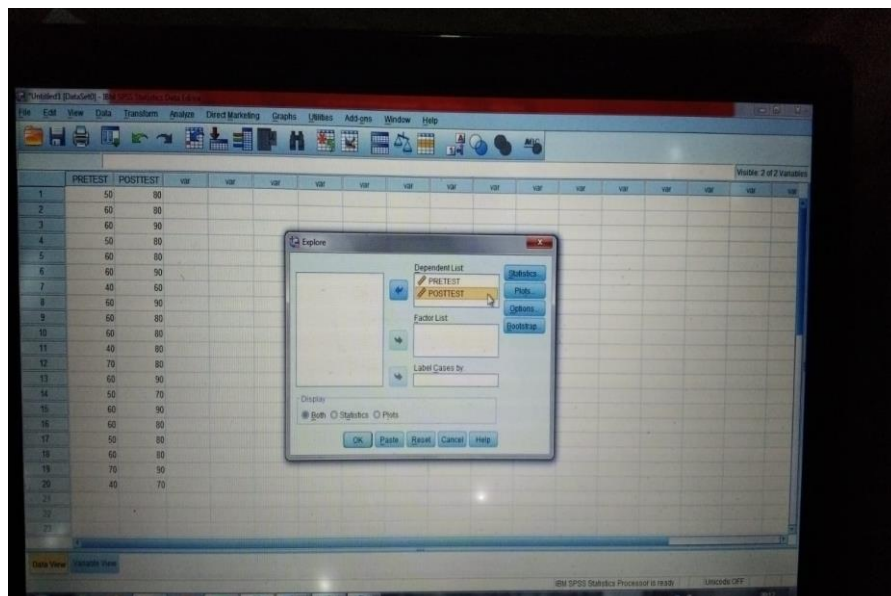 *Untitled1 [DataSet0] - IBM SPSS Statistics Data Editor
File Edit View Data Transform Analyze Direct Marketing Graphs Utilities Add-ons Window Help
Visible: 2 of 2 Variables
PRETEST POSTTEST var var var var var var var var var var var var var var
1 50 80
2 60 80
3 60 90
4 50 80
5 60 80
6 60 90
7 40 60
8 60 90
9 60 80
10 60 80
11 40 80
12 70 80
13 60 90
14 50 70
15 60 90
16 60 80
17 50 80
18 60 80
19 70 90
20 40 70
21
22
23
Explore
Dependent List:
PRETEST
POSTTEST
Factor List:
Label Cases by:
Statistics...
Plots...
Options...
Bootstrap...
Display
Both Statistics Plots
OK Paste Reset Cancel Help
Data View Variable View
IBM SPSS Statistics Processor is ready Unicode:OFF